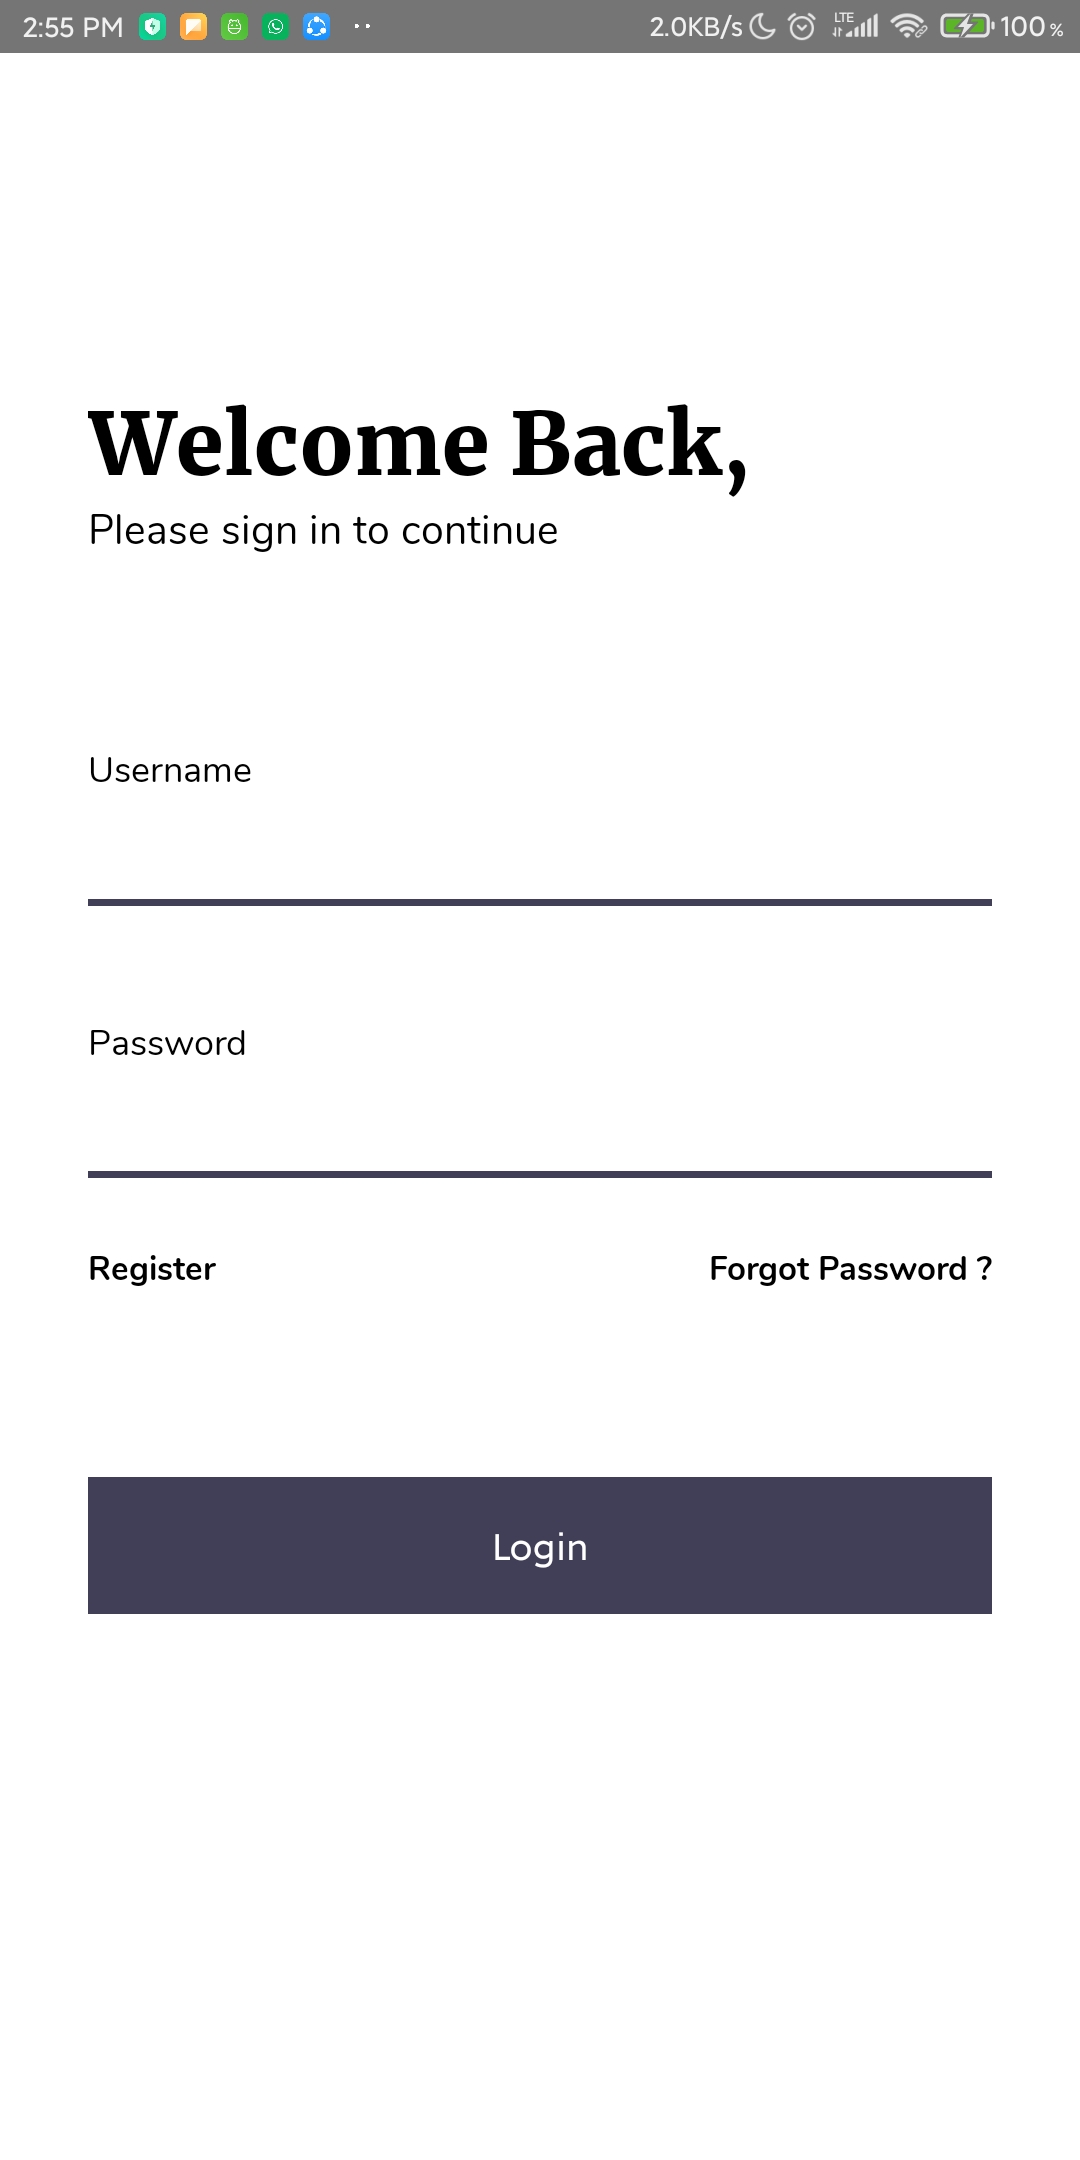 2:55 PM 2.0KB/s LTE 100 %
Welcome Back,
Please sign in to continue
Username
Password
Register Forgot Password ?
Login